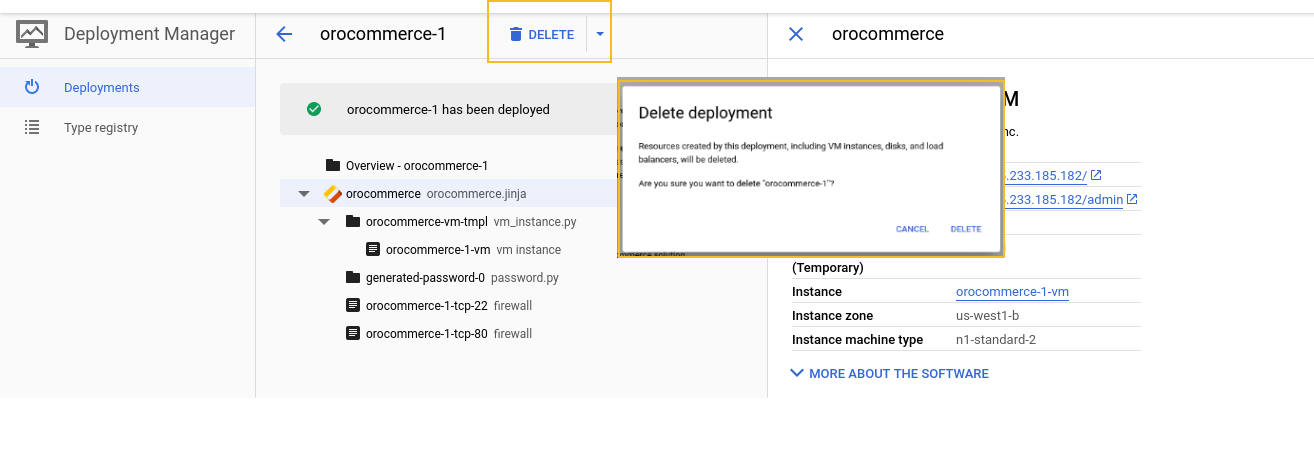 Deployment Manager
Deployments
Type registry
orocommerce-1
DELETE
orocommerce-1 has been deployed
Overview - orocommerce-1
orocommerce orocommerce.jinja
orocommerce-vm-tmpl vm_instance.py
orocommerce-1-vm vm instance
generated-password-0 password.py
orocommerce-1-tcp-22 firewall
orocommerce-1-tcp-80 firewall
Delete deployment
Resources created by this deployment, including VM instances, disks, and load
balancers, will be deleted.
Are you sure you want to delete "orocommerce-1"?
CANCEL DELETE
orocommerce
M
nc.
.233.185.182/
.233.185.182/admin
(Temporary)
Instance orocommerce-1-vm
Instance zone us-west1-b
Instance machine type n1-standard-2
MORE ABOUT THE SOFTWARE